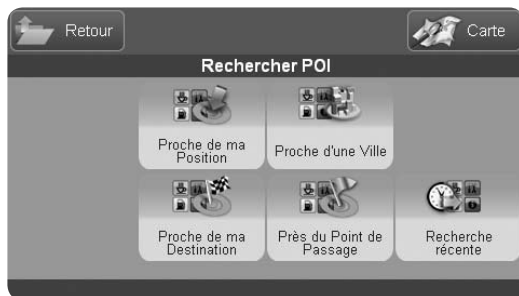 Retour
Carte
Rechercher POI
Proche de ma
Position
Proche d'une Ville
Proche de ma
Destination
Près du Point de
Passage
Recherche
récente